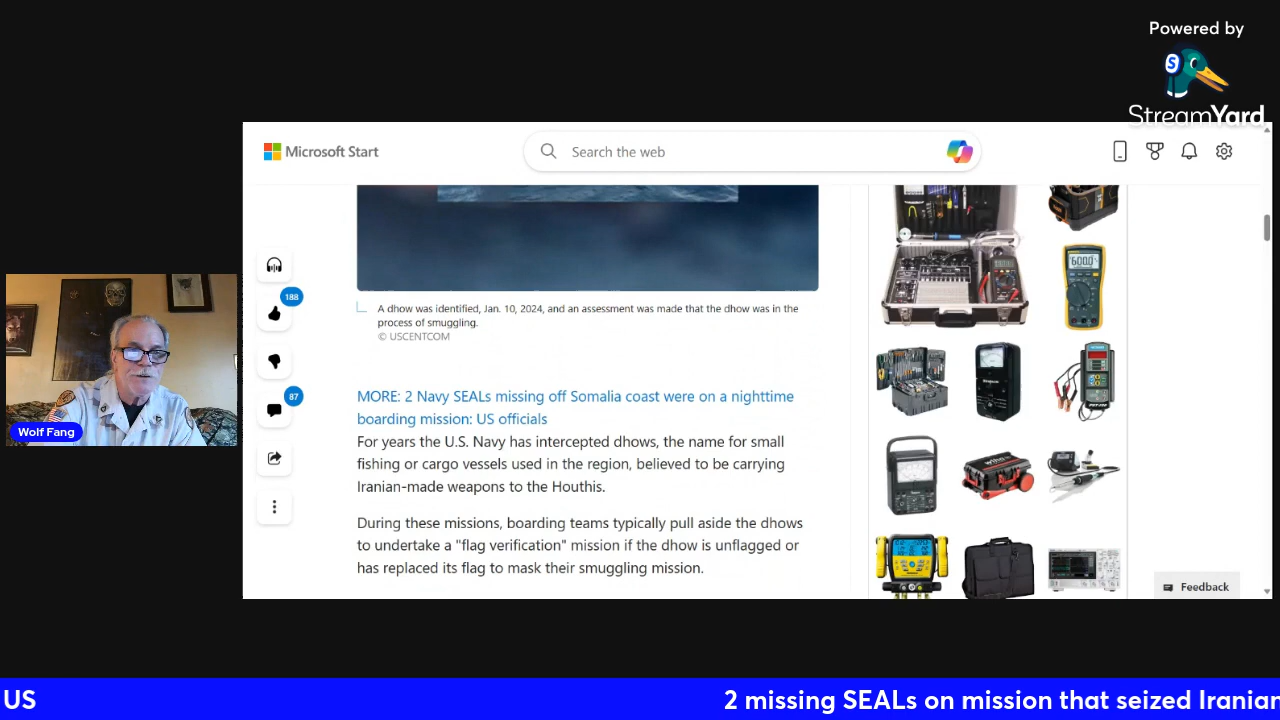 Powered by
StreamYard
Microsoft Start
Search the web
188
87
A dhow was identified, Jan. 10, 2024, and an assessment was made that the dhow was in the
process of smuggling.
© USCENTCOM
MORE: 2 Navy SEALs missing off Somalia coast were on a nighttime
boarding mission: US officials
For years the U.S. Navy has intercepted dhows, the name for small
fishing or cargo vessels used in the region, believed to be carrying
Iranian-made weapons to the Houthis.
During these missions, boarding teams typically pull aside the dhows
to undertake a "flag verification" mission if the dhow is unflagged or
has replaced its flag to mask their smuggling mission.
600.0
Feedback
Wolf Fang
US
2 missing SEALs on mission that seized Iranian